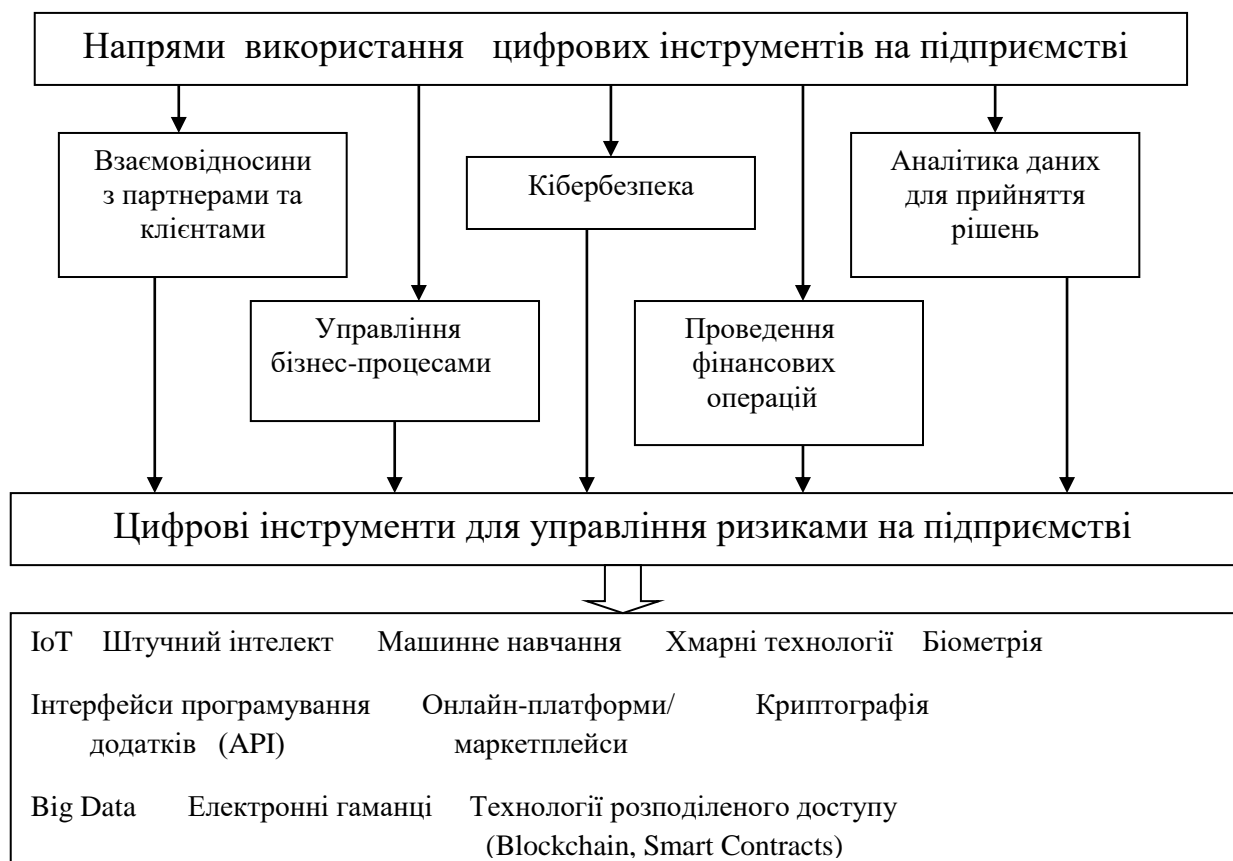 Напрями використання цифрових інструментів на підприємстві
Взаємовідносини
з партнерами та
клієнтами
Кібербезпека
Аналітика даних
для прийняття
рішень
Управління
бізнес-процесами
Проведення
фінансових
операцій
Цифрові інструменти для управління ризиками на підприємстві
ІоТ Штучний інтелект Машинне навчання Хмарні технології Біометрія
Інтерфейси програмування Онлайн-платформи/ Криптографія
додатків (АРІ) маркетплейси
Big Data Електронні гаманці Технології розподіленого доступу
(Blockchain, Smart Contracts)